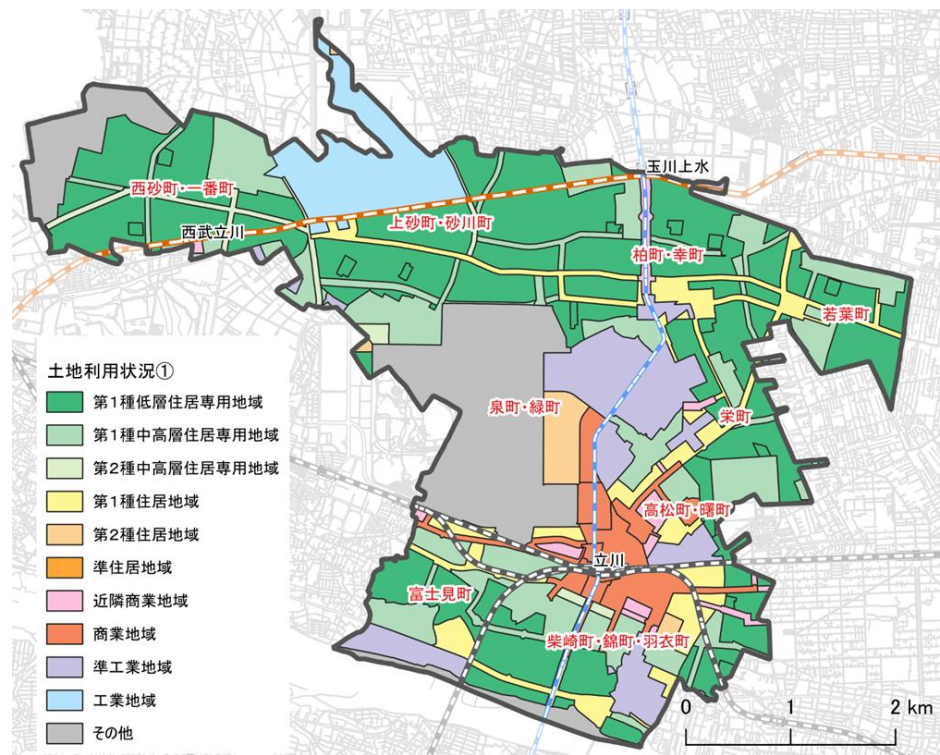 玉川上水
西砂町・一番町
上砂町・砂川町
西武立川
柏町・幸町
若葉町
土地利用状況①
第1種低層住居専用地域
第1種中高層住居専用地域
第2種中高層住居専用地域
第1種住居地域
第2種住居地域
準住居地域
近隣商業地域
商業地域
準工業地域
工業地域
その他
泉町・緑町
栄町
高松町・曙町
立川
富士見町
柴崎町・錦町・羽衣町
0 1 2 km